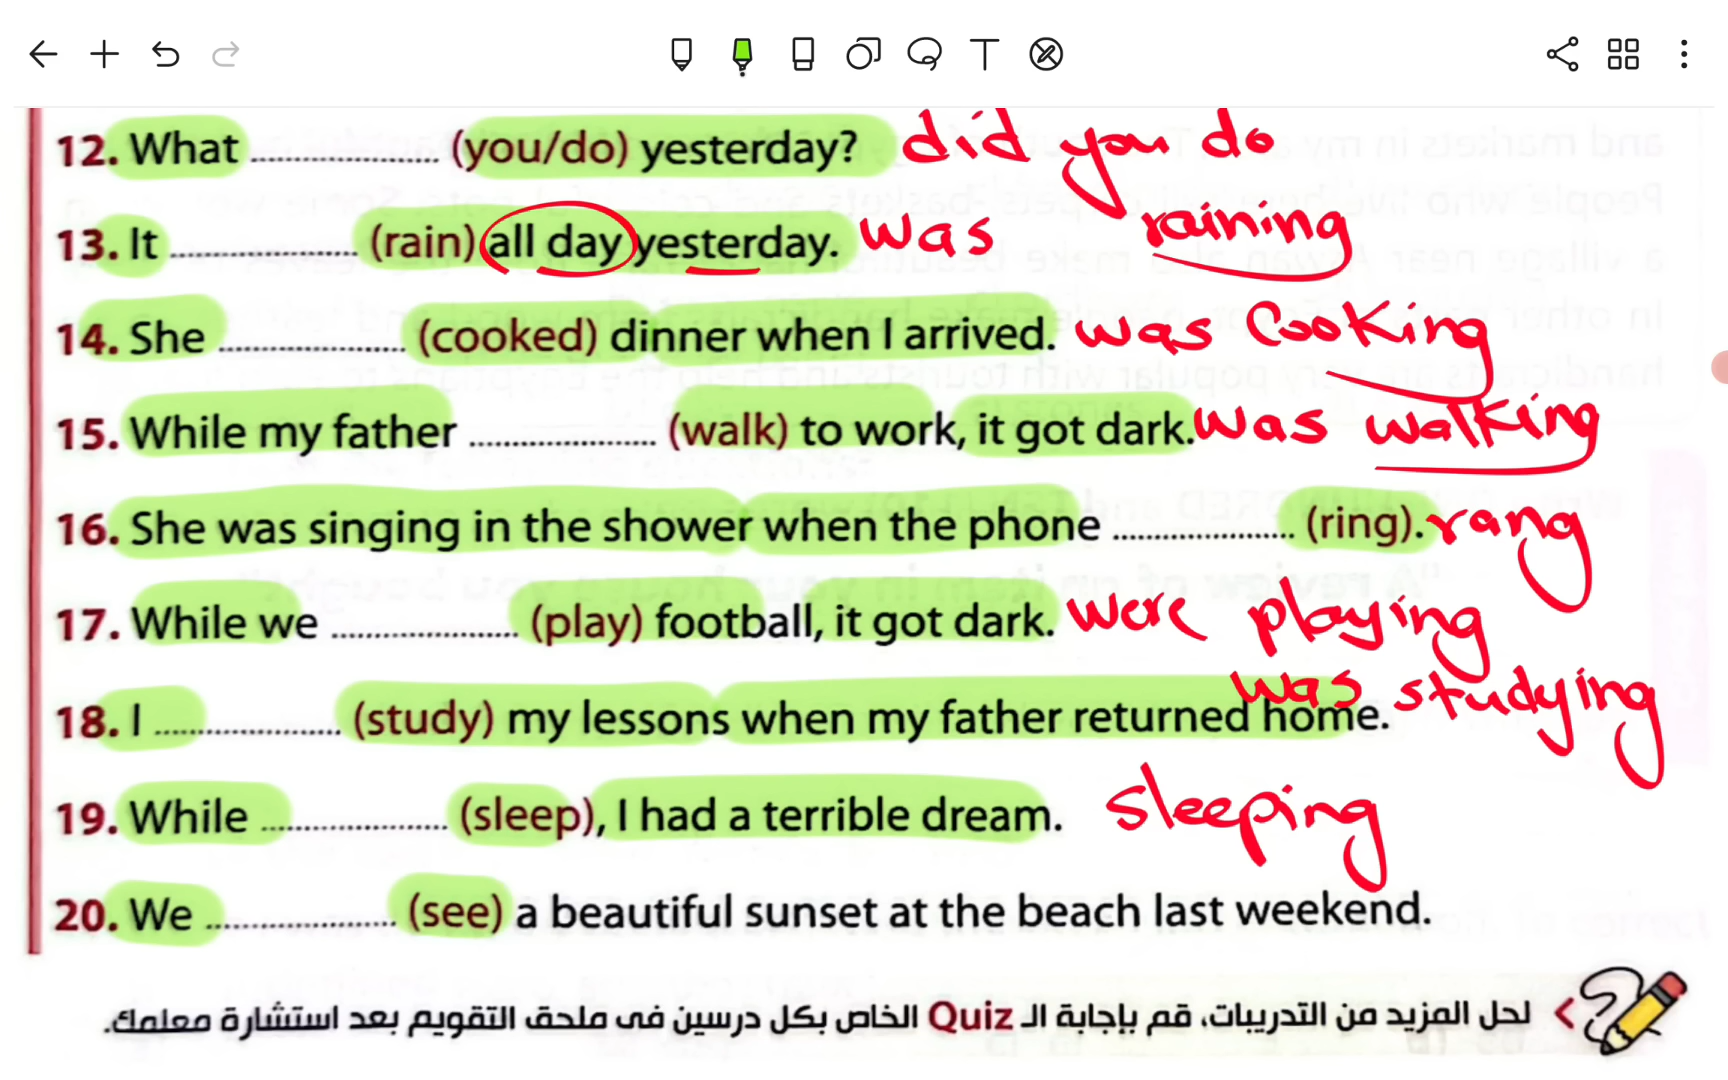 12. What .................... (you/do) yesterday? did you do
13. It .................... (rain) all day yesterday. was raining
14. She .................... (cooked) dinner when I arrived. was cooking
15. While my father .................... (walk) to work, it got dark. was walking
16. She was singing in the shower when the phone .................... (ring). rang
17. While we .................... (play) football, it got dark. were playing
18. I .................... (study) my lessons when my father returned home. was studying
19. While .................... (sleep), I had a terrible dream. sleeping
20. We .................... (see) a beautiful sunset at the beach last weekend.
لحل المزيد من التدريبات، قم بإجابة الـ Quiz الخاص بكل درسين فى ملحق التقويم بعد استشارة معلمك.